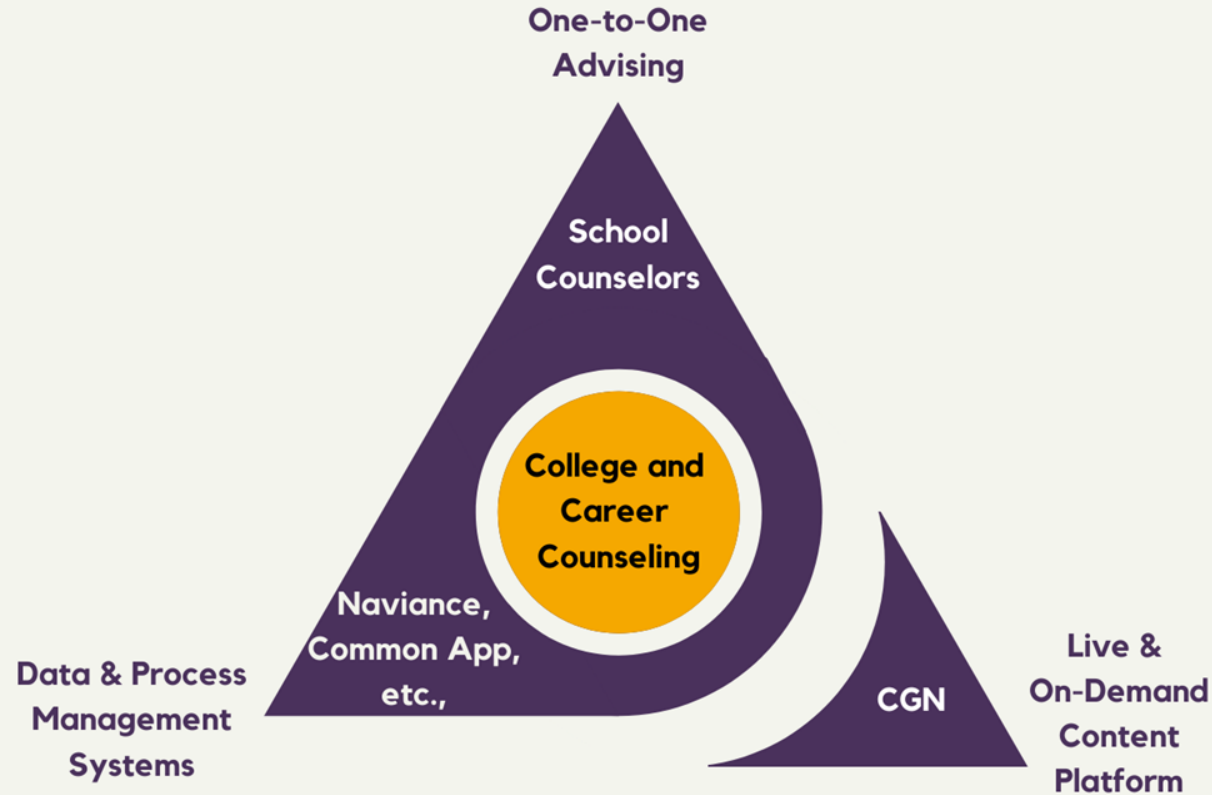 One-to-One
Advising
School
Counselors
College and
Career
Counseling
Naviance,
Common App,
etc.,
Data & Process
Management
Systems
CGN
Live &
On-Demand
Content
Platform